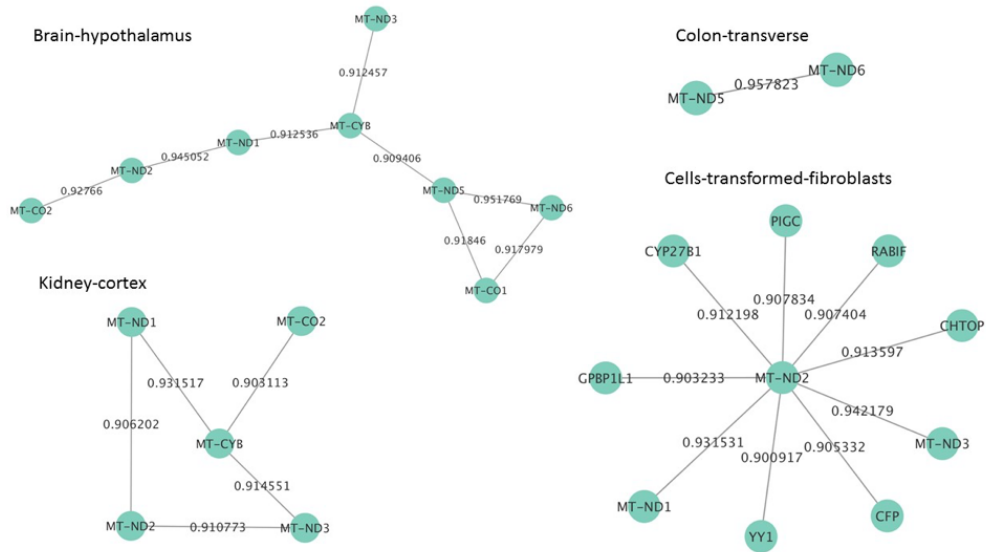 Brain-hypothalamus
MT-ND3
0.912457
MT-CYB
0.912536
MT-ND1
0.945052
MT-ND2
0.92766
MT-CO2
0.909406
MT-ND5
0.951769
MT-ND6
0.91846
0.917979
MT-CO1
Colon-transverse
MT-ND6
0.957823
MT-ND5
Kidney-cortex
MT-ND1
MT-CO2
0.931517
0.903113
0.906202
MT-CYB
0.914551
MT-ND2
0.910773
MT-ND3
Cells-transformed-fibroblasts
PIGC
CYP27B1
RABIF
0.907834
0.912198
0.907404
CHTOP
0.913597
GPBP1L1
0.903233
MT-ND2
0.942179
MT-ND3
0.931531
0.900917
0.905332
MT-ND1
YY1
CFP